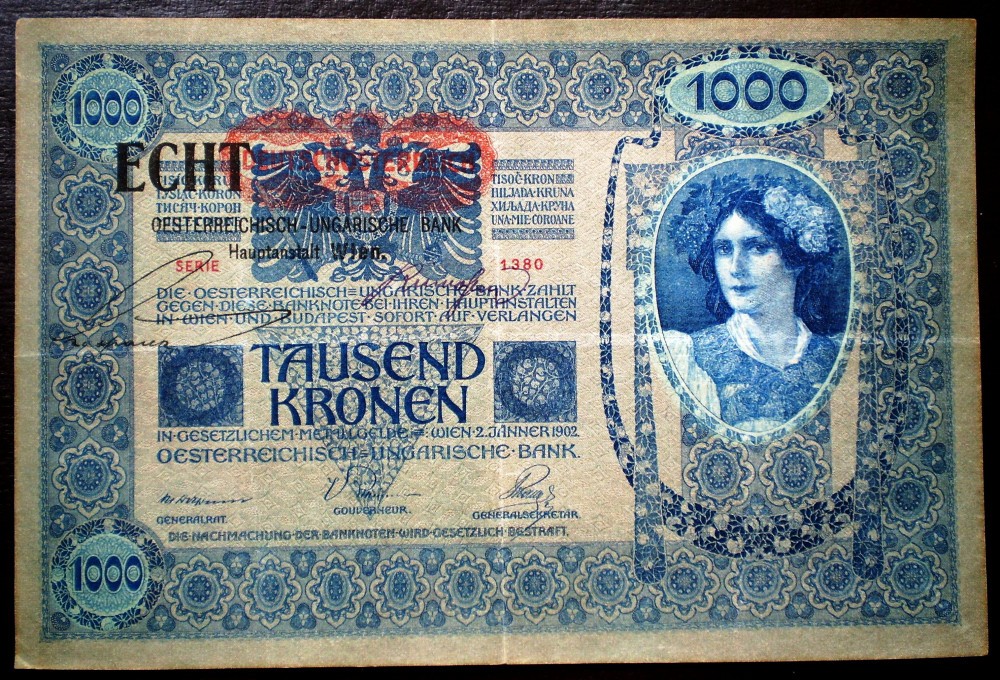 1000
1000
ECHT
DEUTSCHÖSTERREICH
TISOČ KRON
HILJADA KRUNA
ХИЉАДА КРУНА
UNA MIE COROANE
TISÍC KORUN
TYSIĄC KORON
ТИСЯЧ КОРОН
OESTERREICHISCH-UNGARISCHE BANK
Hauptanstalt Wien.
SERIE 1380
DIE·OESTERREICHISCH=UNGARISCHE·BANK·ZAHLT
GEGEN·DIESE·BANKNOTE·BEI·IHREN·HAUPTANSTALTEN
IN·WIEN·UND·BUDAPEST·SOFORT·AUF·VERLANGEN
TAUSEND
KRONEN
IN·GESETZLICHEM·METALLGELDE=:WIEN·2.JÄNNER·1902
OESTERREICHISCH=UNGARISCHE·BANK·
GENERALRAT.
GOUVERNEUR.
GENERALSEKRETÄR.
DIE·NACHMACHUNG·DER·BANKNOTEN·WIRD·GESETZLICH·BESTRAFT.
1000